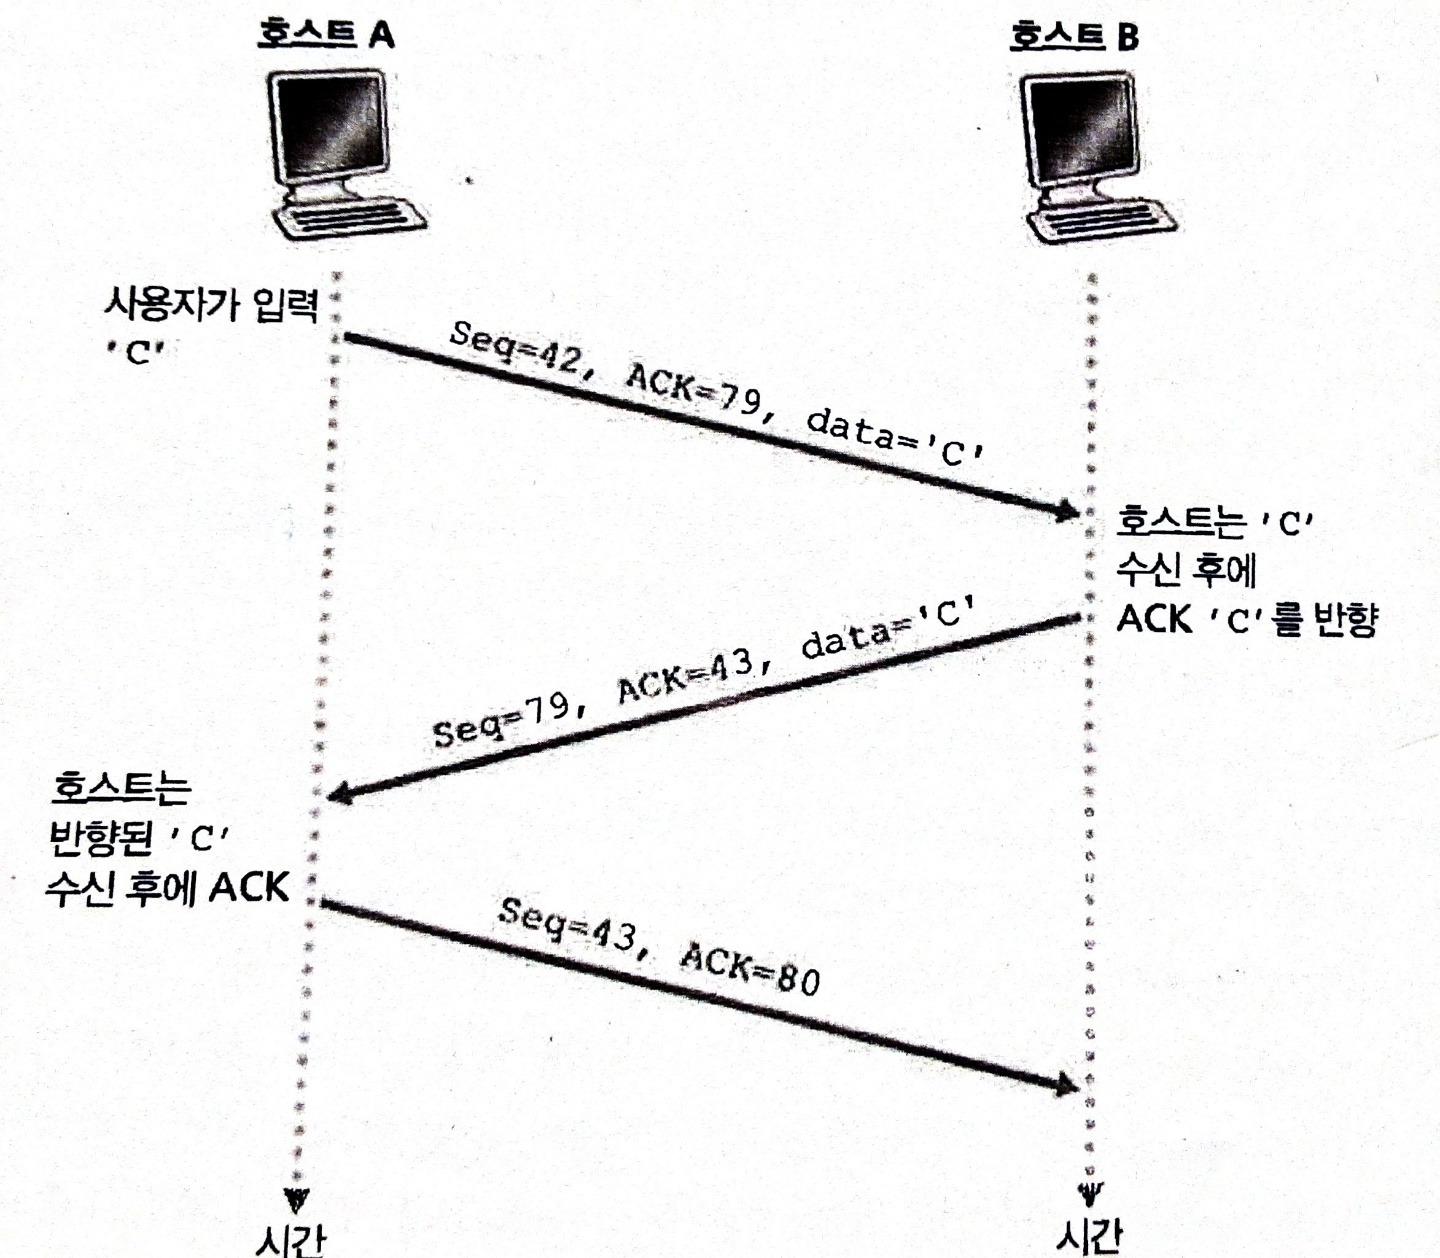 호스트 A
호스트 B
사용자가 입력
'C'
Seq=42, ACK=79, data='C'
호스트는 'C'
수신 후에
ACK 'C'를 반향
Seq=79, ACK=43, data='C'
호스트는
반향된 'C'
수신 후에 ACK
Seq=43, ACK=80
시간
시간